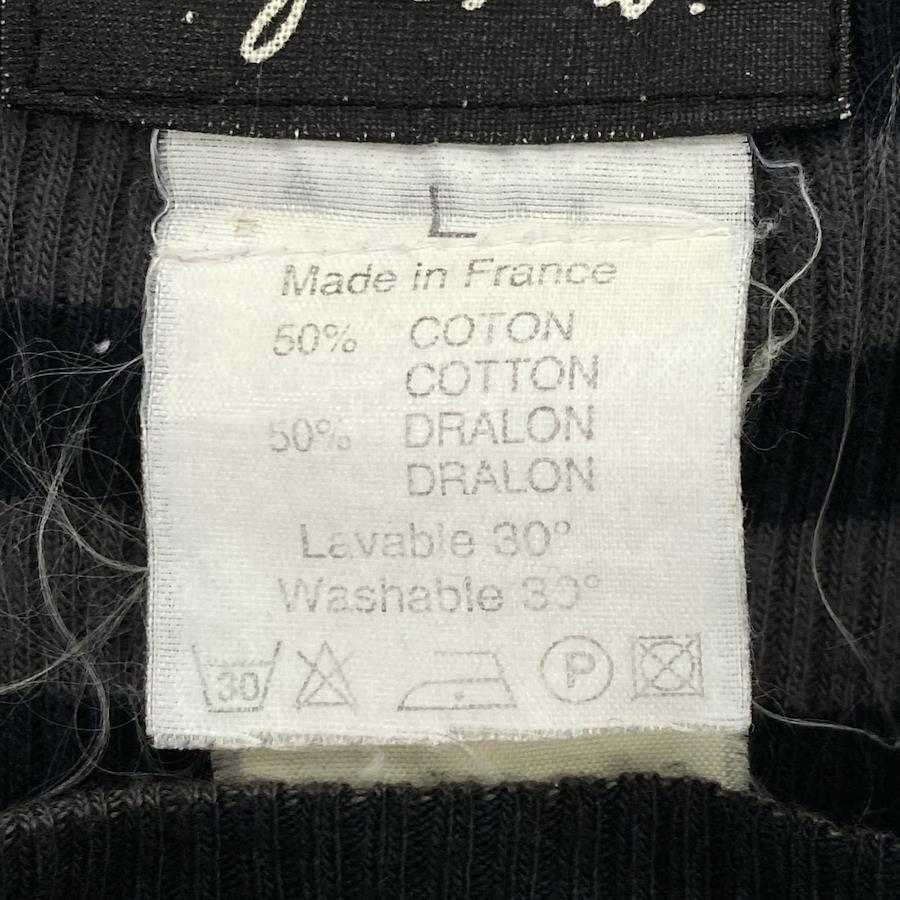 L
Made in France
50% COTON
COTTON
50% DRALON
DRALON
Lavable 30°
Washable 30°
30 P